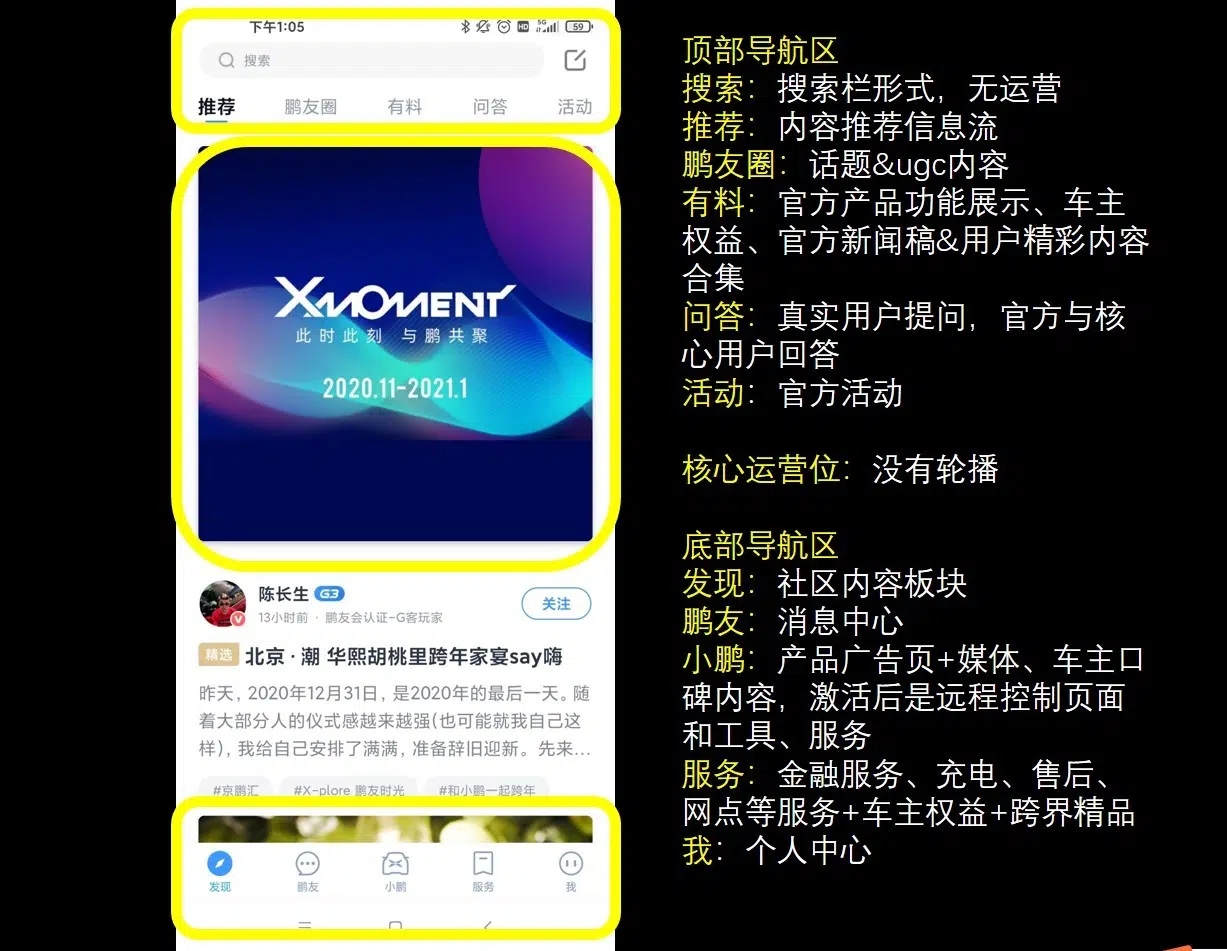 下午1:05
HD 5G 59
搜索
推荐 鹏友圈 有料 问答 活动
XMOMENT
此时此刻 与鹏共聚
2020.11-2021.1
陈长生 G3
13小时前 · 鹏友会认证-G客玩家
关注
精选 北京·潮 华熙胡桃里跨年家宴say嗨
昨天，2020年12月31日，是2020年的最后一天。随
着大部分人的仪式感越来越强（也可能就我自己这
样），我给自己安排了满满，准备辞旧迎新。先来...
#京鹏汇 #X-plore 鹏友时光 #和小鹏一起跨年
发现 鹏友 小鹏 服务 我
顶部导航区
搜索：搜索栏形式，无运营
推荐：内容推荐信息流
鹏友圈：话题&ugc内容
有料：官方产品功能展示、车主
权益、官方新闻稿&用户精彩内容
合集
问答：真实用户提问，官方与核
心用户回答
活动：官方活动
核心运营位：没有轮播
底部导航区
发现：社区内容板块
鹏友：消息中心
小鹏：产品广告页+媒体、车主口
碑内容，激活后是远程控制页面
和工具、服务
服务：金融服务、充电、售后、
网点等服务+车主权益+跨界精品
我：个人中心